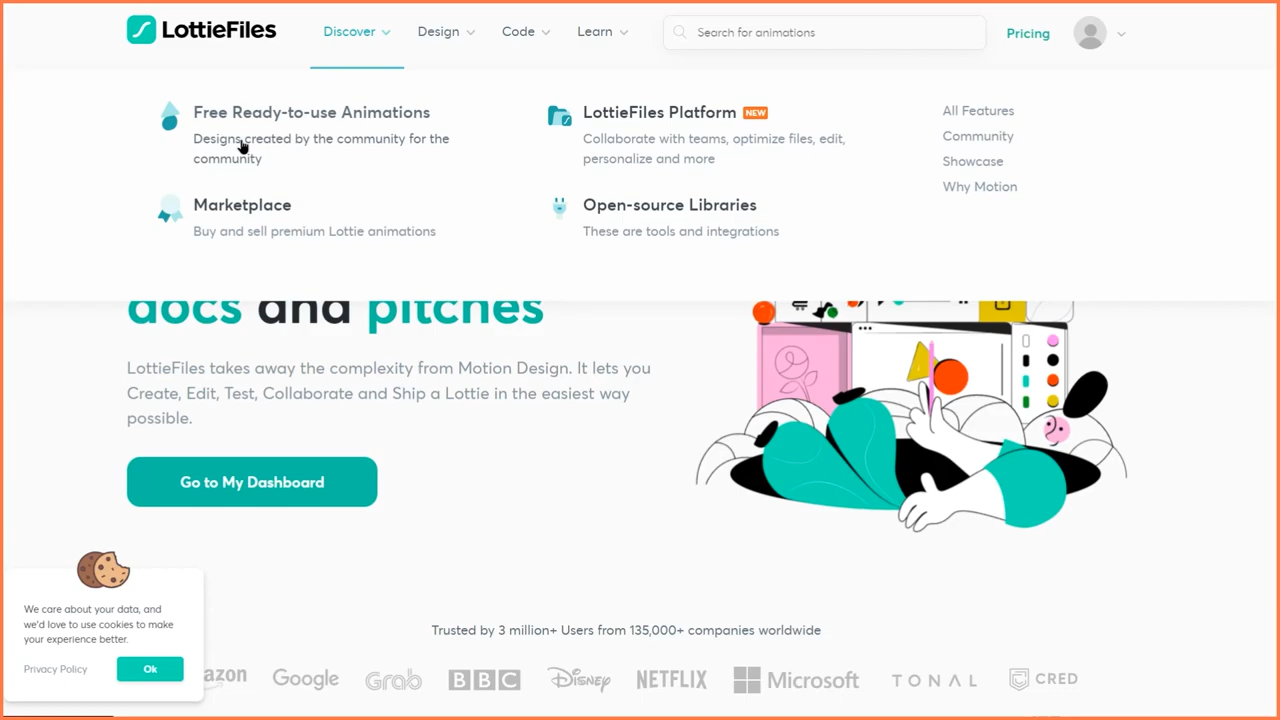 LottieFiles
Discover
Design
Code
Learn
Search for animations
Pricing
Free Ready-to-use Animations
Designs created by the community for the
community
Marketplace
Buy and sell premium Lottie animations
LottieFiles Platform NEW
Collaborate with teams, optimize files, edit,
personalize and more
Open-source Libraries
These are tools and integrations
All Features
Community
Showcase
Why Motion
docs and pitches
LottieFiles takes away the complexity from Motion Design. It lets you
Create, Edit, Test, Collaborate and Ship a Lottie in the easiest way
possible.
Go to My Dashboard
We care about your data, and
we'd love to use cookies to make
your experience better.
Privacy Policy
Ok
Trusted by 3 million+ Users from 135,000+ companies worldwide
azon Google Grab BBC Disney NETFLIX Microsoft TONAL CRED